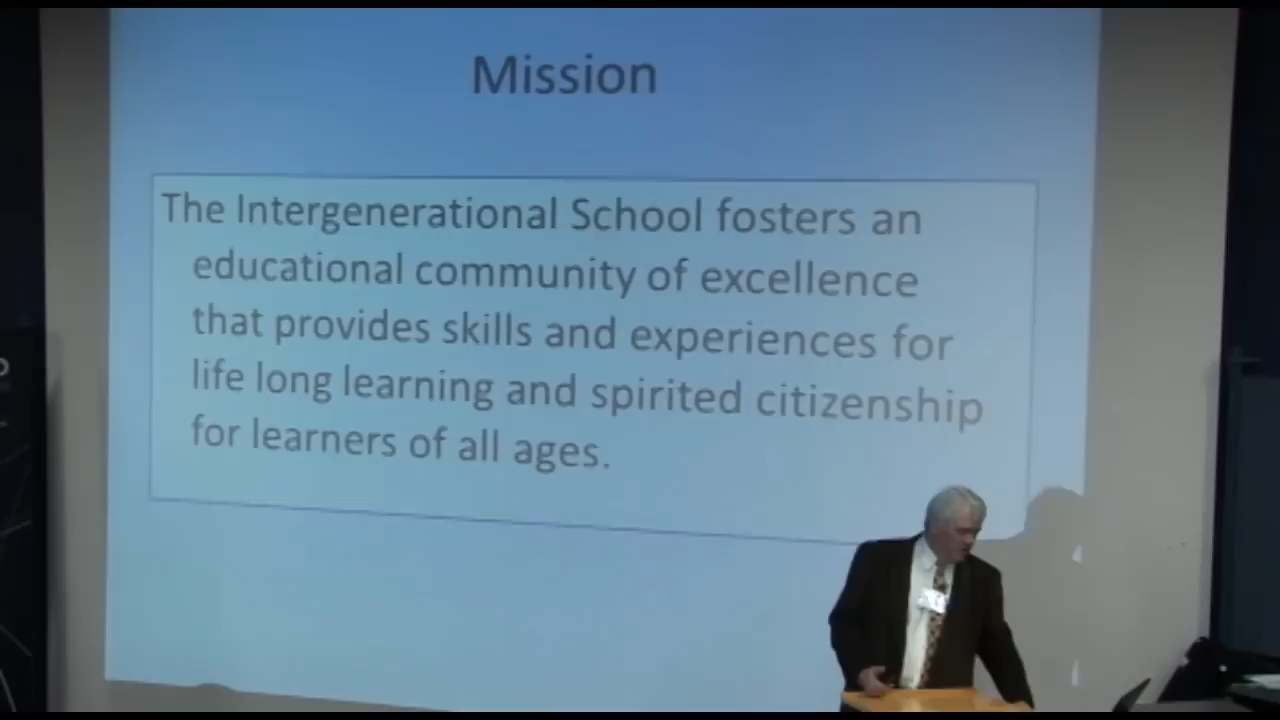 Mission
The Intergenerational School fosters an
educational community of excellence
that provides skills and experiences for
life long learning and spirited citizenship
for learners of all ages.